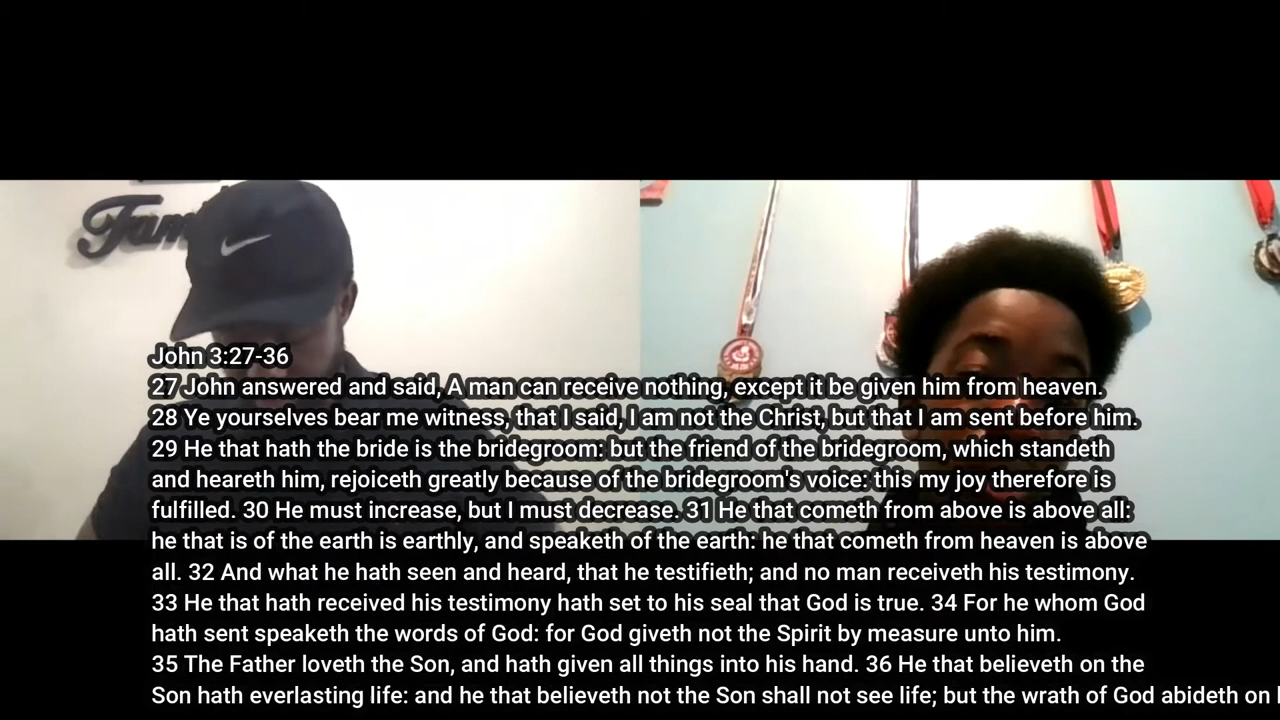 Fam
John 3:27-36
27 John answered and said, A man can receive nothing, except it be given him from heaven.
28 Ye yourselves bear me witness, that I said, I am not the Christ, but that I am sent before him.
29 He that hath the bride is the bridegroom: but the friend of the bridegroom, which standeth
and heareth him, rejoiceth greatly because of the bridegroom's voice: this my joy therefore is
fulfilled. 30 He must increase, but I must decrease. 31 He that cometh from above is above all:
he that is of the earth is earthly, and speaketh of the earth: he that cometh from heaven is above
all. 32 And what he hath seen and heard, that he testifieth; and no man receiveth his testimony.
33 He that hath received his testimony hath set to his seal that God is true. 34 For he whom God
hath sent speaketh the words of God: for God giveth not the Spirit by measure unto him.
35 The Father loveth the Son, and hath given all things into his hand. 36 He that believeth on the
Son hath everlasting life: and he that believeth not the Son shall not see life; but the wrath of God abideth on